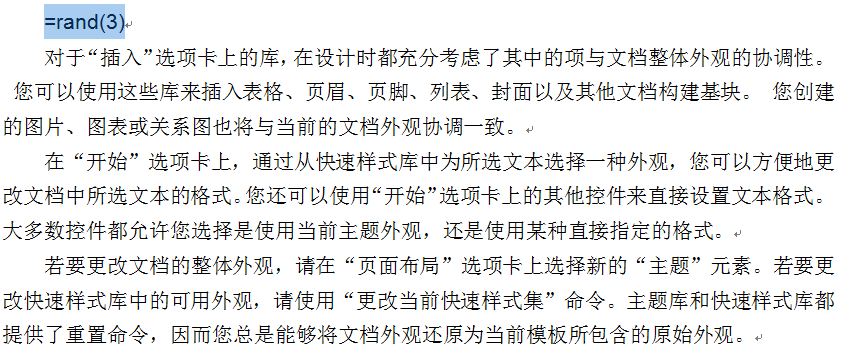 =rand(3)
对于“插入”选项卡上的库，在设计时都充分考虑了其中的项与文档整体外观的协调性。
您可以使用这些库来插入表格、页眉、页脚、列表、封面以及其他文档构建基块。 您创建
的图片、图表或关系图也将与当前的文档外观协调一致。
在“开始”选项卡上，通过从快速样式库中为所选文本选择一种外观，您可以方便地更
改文档中所选文本的格式。您还可以使用“开始”选项卡上的其他控件来直接设置文本格式。
大多数控件都允许您选择是使用当前主题外观，还是使用某种直接指定的格式。
若要更改文档的整体外观，请在“页面布局”选项卡上选择新的“主题”元素。若要更
改快速样式库中的可用外观，请使用“更改当前快速样式集”命令。主题库和快速样式库都
提供了重置命令，因而您总是能够将文档外观还原为当前模板所包含的原始外观。